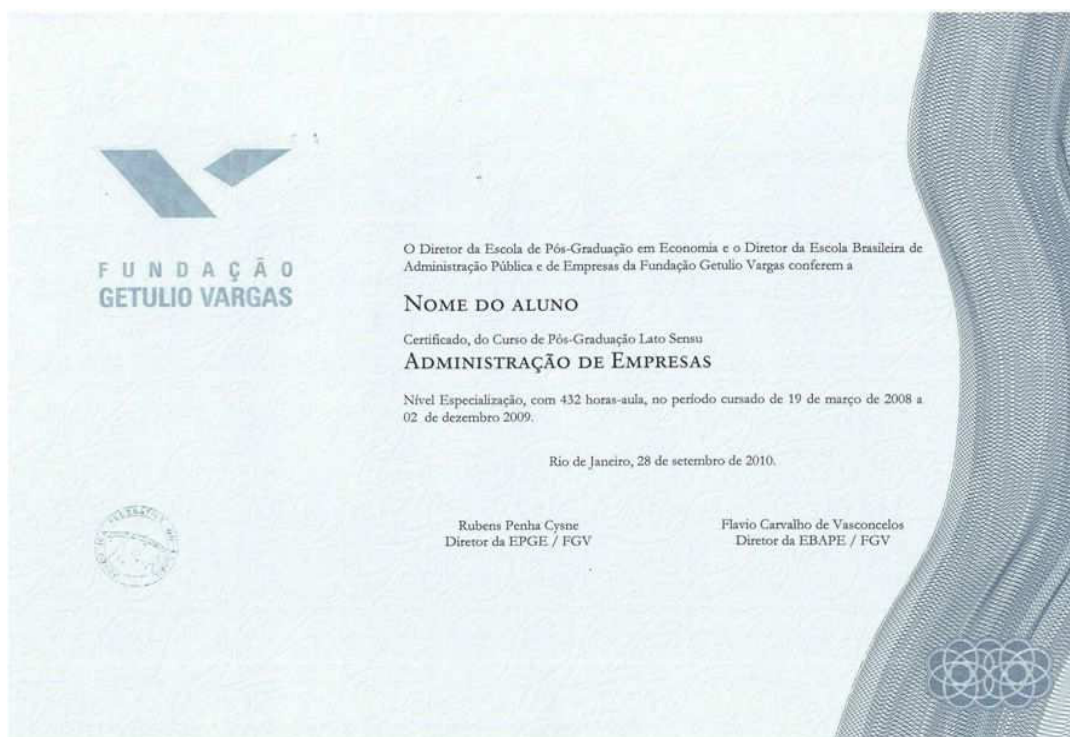 FUNDAÇÃO
GETULIO VARGAS
O Diretor da Escola de Pós-Graduação em Economia e o Diretor da Escola Brasileira de
Administração Pública e de Empresas da Fundação Getulio Vargas conferem a
NOME DO ALUNO
Certificado, do Curso de Pós-Graduação Lato Sensu
ADMINISTRAÇÃO DE EMPRESAS
Nível Especialização, com 432 horas-aula, no período cursado de 19 de março de 2008 a
02 de dezembro 2009.
Rio de Janeiro, 28 de setembro de 2010.
Rubens Penha Cysne
Diretor da EPGE / FGV
Flavio Carvalho de Vasconcelos
Diretor da EBAPE / FGV